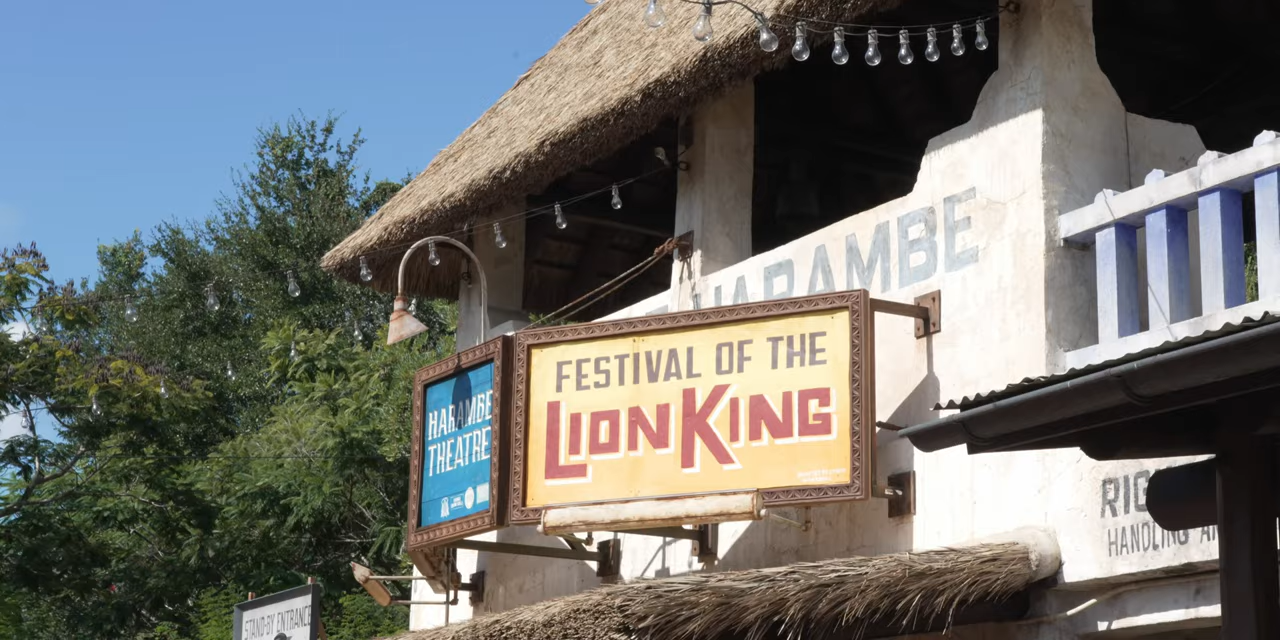 HARAMBE
FESTIVAL OF THE
LION KING
HARAMBE
THEATRE
HANDLING
STAND-BY ENTRANCE